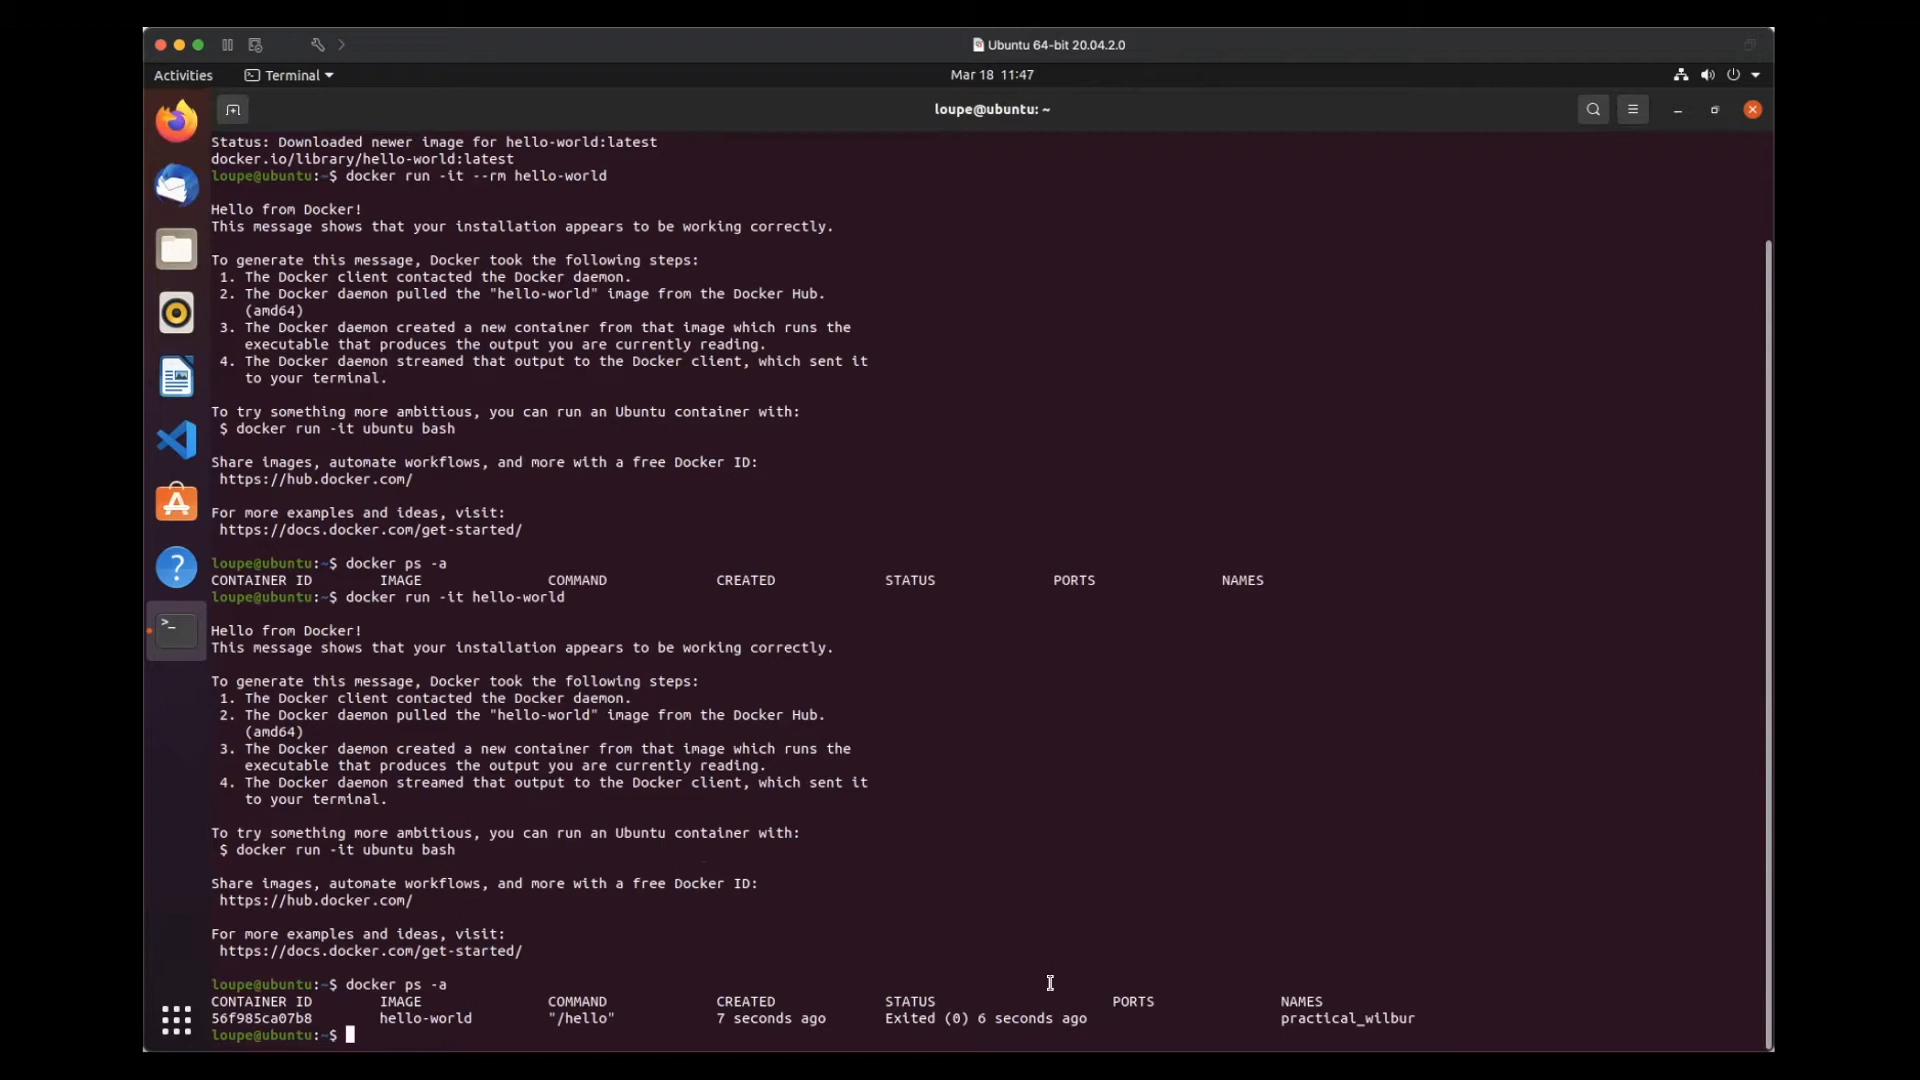 Ubuntu 64-bit 20.04.2.0
Activities Terminal Mar 18 11:47
loupe@ubuntu: ~
Status: Downloaded newer image for hello-world:latest
docker.io/library/hello-world:latest
loupe@ubuntu:~$ docker run -it --rm hello-world
Hello from Docker!
This message shows that your installation appears to be working correctly.
To generate this message, Docker took the following steps:
1. The Docker client contacted the Docker daemon.
2. The Docker daemon pulled the "hello-world" image from the Docker Hub.
(amd64)
3. The Docker daemon created a new container from that image which runs the
executable that produces the output you are currently reading.
4. The Docker daemon streamed that output to the Docker client, which sent it
to your terminal.
To try something more ambitious, you can run an Ubuntu container with:
$ docker run -it ubuntu bash
Share images, automate workflows, and more with a free Docker ID:
https://hub.docker.com/
For more examples and ideas, visit:
https://docs.docker.com/get-started/
loupe@ubuntu:~$ docker ps -a
CONTAINER ID IMAGE COMMAND CREATED STATUS PORTS NAMES
loupe@ubuntu:~$ docker run -it hello-world
Hello from Docker!
This message shows that your installation appears to be working correctly.
To generate this message, Docker took the following steps:
1. The Docker client contacted the Docker daemon.
2. The Docker daemon pulled the "hello-world" image from the Docker Hub.
(amd64)
3. The Docker daemon created a new container from that image which runs the
executable that produces the output you are currently reading.
4. The Docker daemon streamed that output to the Docker client, which sent it
to your terminal.
To try something more ambitious, you can run an Ubuntu container with:
$ docker run -it ubuntu bash
Share images, automate workflows, and more with a free Docker ID:
https://hub.docker.com/
For more examples and ideas, visit:
https://docs.docker.com/get-started/
loupe@ubuntu:~$ docker ps -a
CONTAINER ID IMAGE COMMAND CREATED STATUS PORTS NAMES
56f985ca07b8 hello-world "/hello" 7 seconds ago Exited (0) 6 seconds ago practical_wilbur
loupe@ubuntu:~$